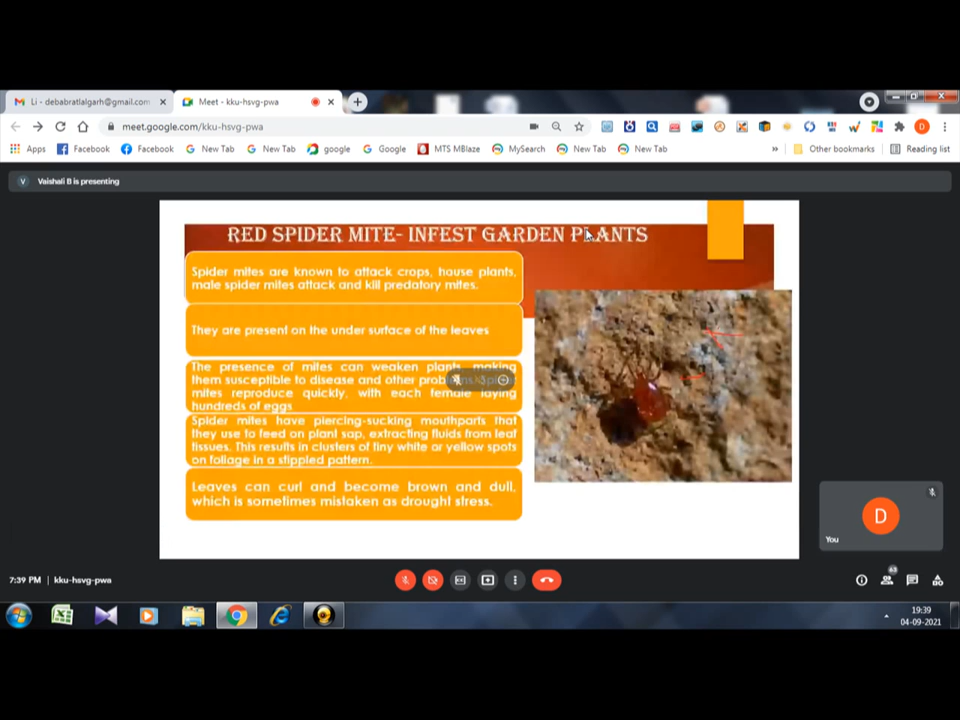 Li - debabratlalgarh@gmail.com
Meet - kku-hsvg-pwa
meet.google.com/kku-hsvg-pwa
D
Apps
Facebook
Facebook
New Tab
New Tab
google
Google
MTS MBlaze
MySearch
New Tab
New Tab
»
Other bookmarks
Reading list
V
Vaishali B is presenting
RED SPIDER MITE- INFEST GARDEN PLANTS
Spider mites are known to attack crops, house plants,
male spider mites attack and kill predatory mites.
They are present on the under surface of the leaves
The presence of mites can weaken plants, making
them susceptible to disease and other problems. Spider
mites reproduce quickly, with each female laying
hundreds of eggs
Spider mites have piercing-sucking mouthparts that
they use to feed on plant sap, extracting fluids from leaf
tissues. This results in clusters of tiny white or yellow spots
on foliage in a stippled pattern.
Leaves can curl and become brown and dull,
which is sometimes mistaken as drought stress.
D
You
7:39 PM | kku-hsvg-pwa
63
19:39
04-09-2021